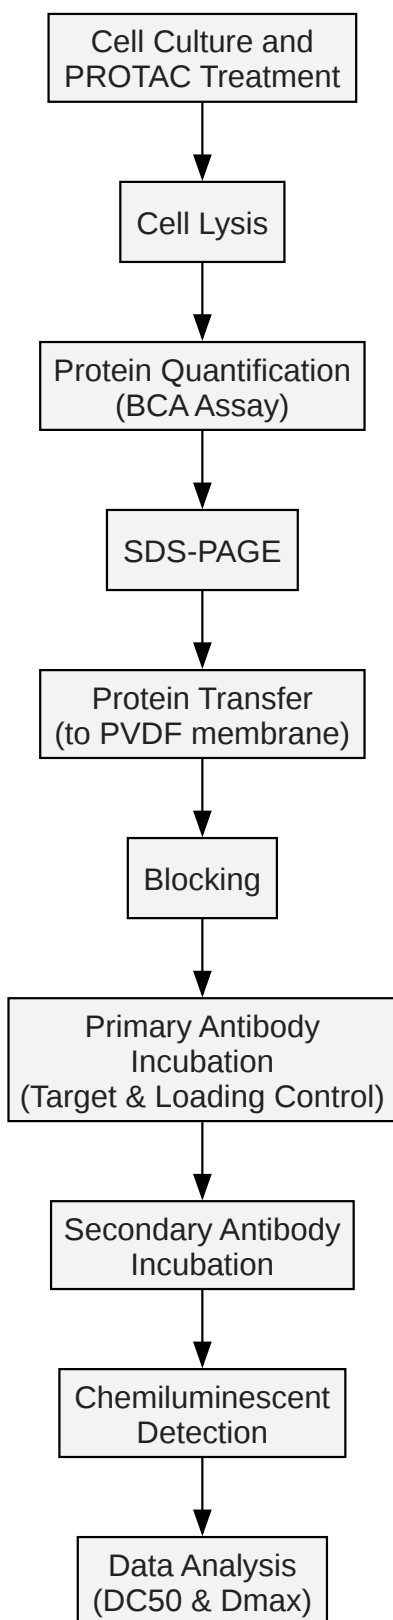 Cell Culture and
PROTAC Treatment
Cell Lysis
Protein Quantification
(BCA Assay)
SDS-PAGE
Protein Transfer
(to PVDF membrane)
Blocking
Primary Antibody
Incubation
(Target & Loading Control)
Secondary Antibody
Incubation
Chemiluminescent
Detection
Data Analysis
(DC50 & Dmax)